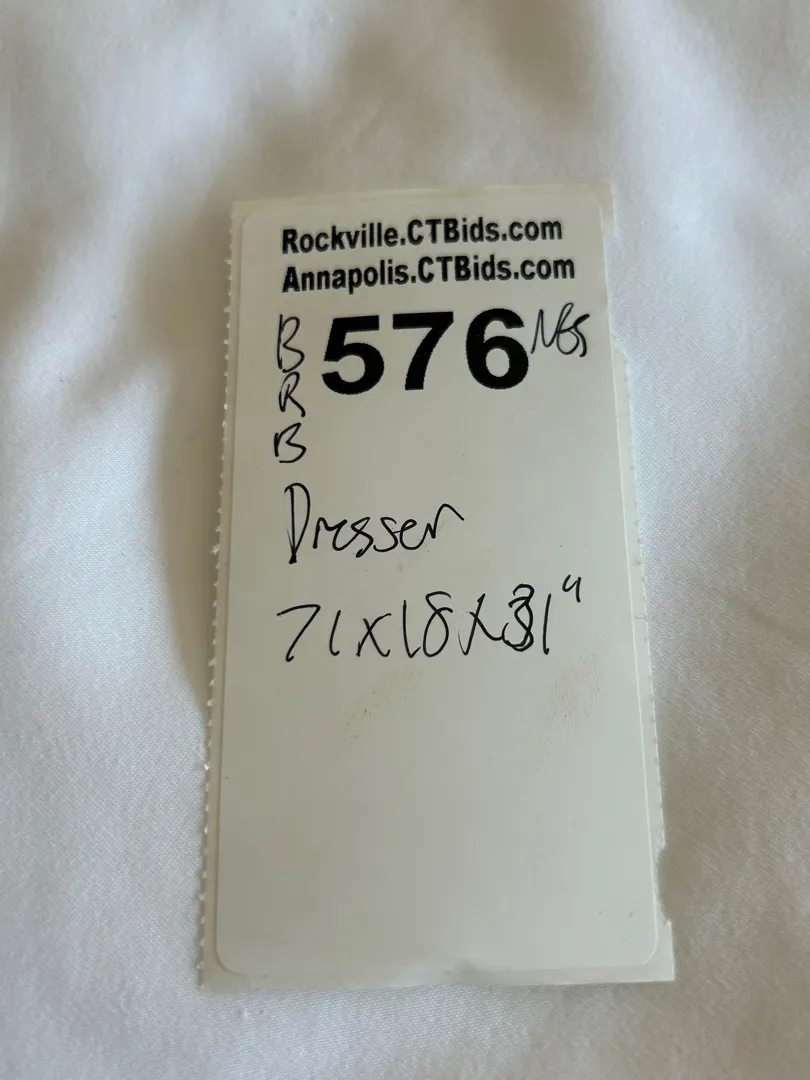 Rockville.CTBids.com
Annapolis.CTBids.com
B 576
R
B
Dresser
71x18x31"